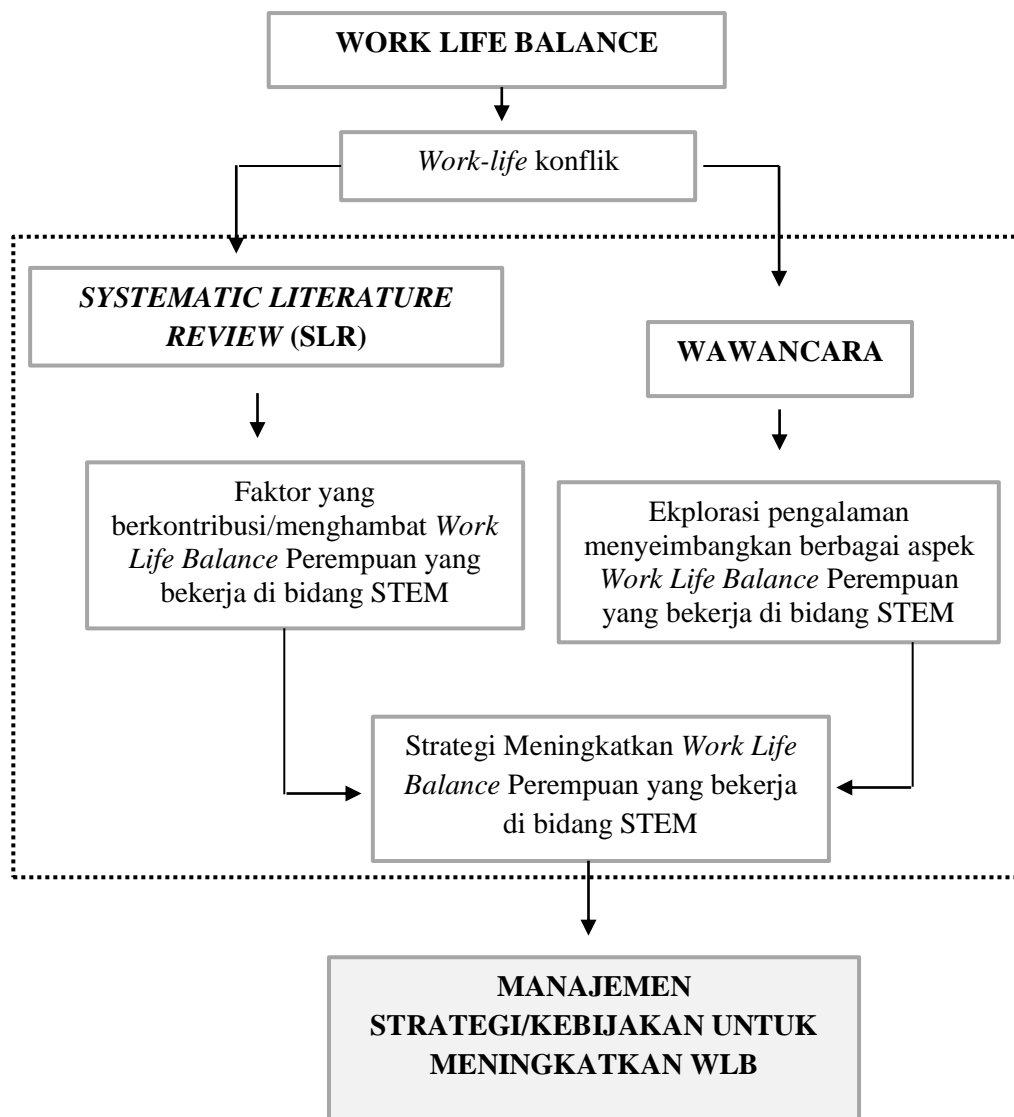 WORK LIFE BALANCE
Work-life konflik
SYSTEMATIC LITERATURE
REVIEW (SLR)
WAWANCARA
Faktor yang
berkontribusi/menghambat Work
Life Balance Perempuan yang
bekerja di bidang STEM
Ekplorasi pengalaman
menyeimbangkan berbagai aspek
Work Life Balance Perempuan
yang bekerja di bidang STEM
Strategi Meningkatkan Work Life
Balance Perempuan yang bekerja
di bidang STEM
MANAJEMEN
STRATEGI/KEBIJAKAN UNTUK
MENINGKATKAN WLB